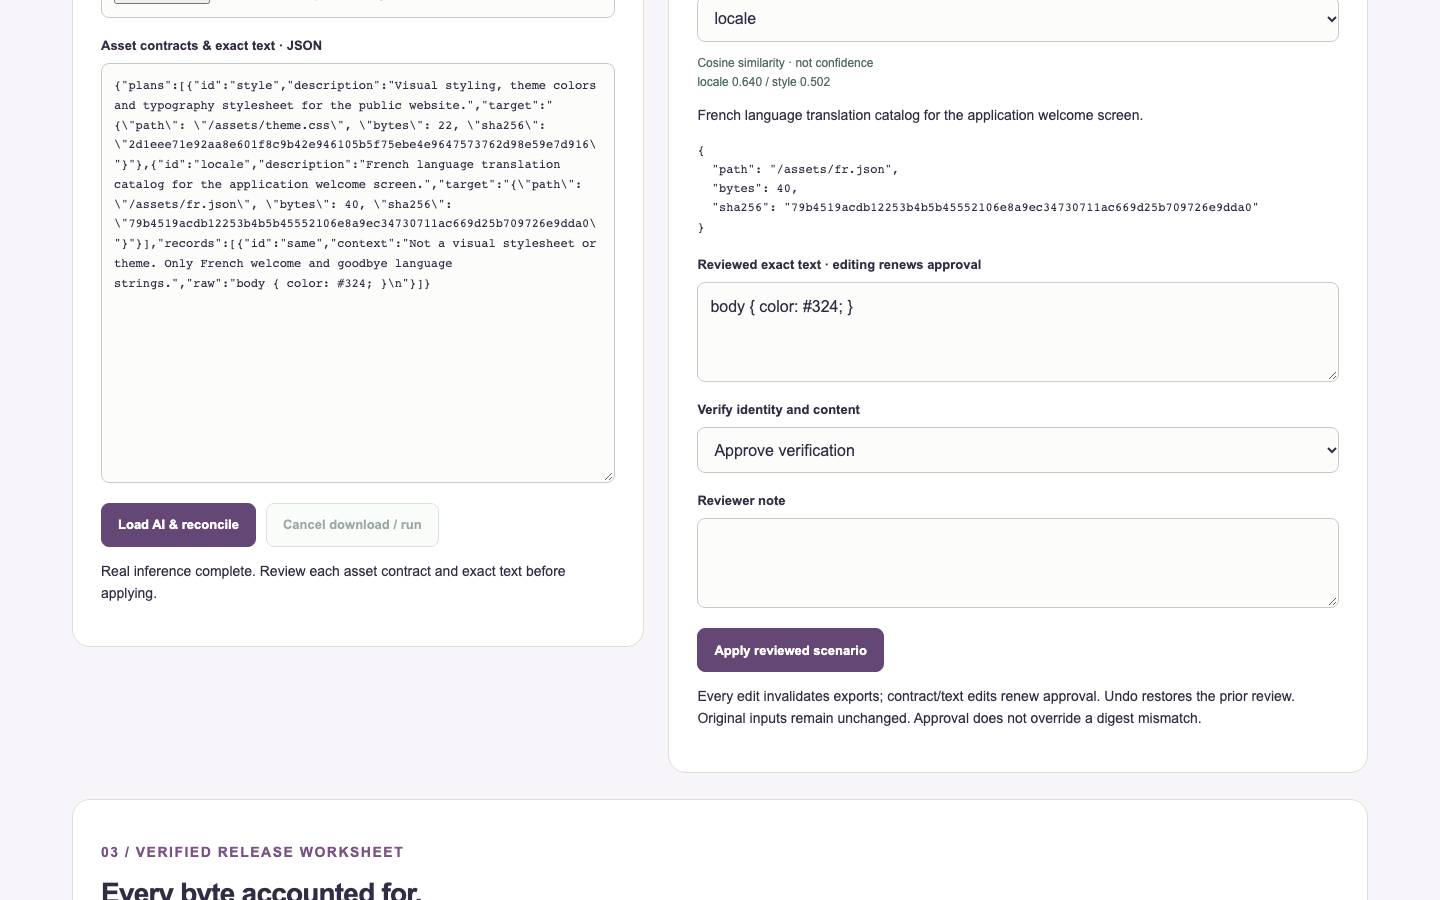 Asset contracts & exact text · JSON
{"plans":[{"id":"style","description":"Visual styling, theme colors
and typography stylesheet for the public website.","target":"
{\"path\": \"/assets/theme.css\", \"bytes\": 22, \"sha256\":
\"2d1eee71e92aa8e601f8c9b42e946105b5f75ebe4e9647573762d98e59e7d916\
"}"},{"id":"locale","description":"French language translation
catalog for the application welcome screen.","target":"{\"path\":
\"/assets/fr.json\", \"bytes\": 40, \"sha256\":
\"79b4519acdb12253b4b5b45552106e8a9ec34730711ac669d25b709726e9dda0\
"}"}],"records":[{"id":"same","context":"Not a visual stylesheet or
theme. Only French welcome and goodbye language
strings.","raw":"body { color: #324; }\n"}]}
Load AI & reconcile
Cancel download / run
Real inference complete. Review each asset contract and exact text before
applying.
locale
Cosine similarity · not confidence
locale 0.640 / style 0.502
French language translation catalog for the application welcome screen.
{
"path": "/assets/fr.json",
"bytes": 40,
"sha256": "79b4519acdb12253b4b5b45552106e8a9ec34730711ac669d25b709726e9dda0"
}
Reviewed exact text · editing renews approval
body { color: #324; }
Verify identity and content
Approve verification
Reviewer note
Apply reviewed scenario
Every edit invalidates exports; contract/text edits renew approval. Undo restores the prior review.
Original inputs remain unchanged. Approval does not override a digest mismatch.
03 / VERIFIED RELEASE WORKSHEET
Every byte accounted for.